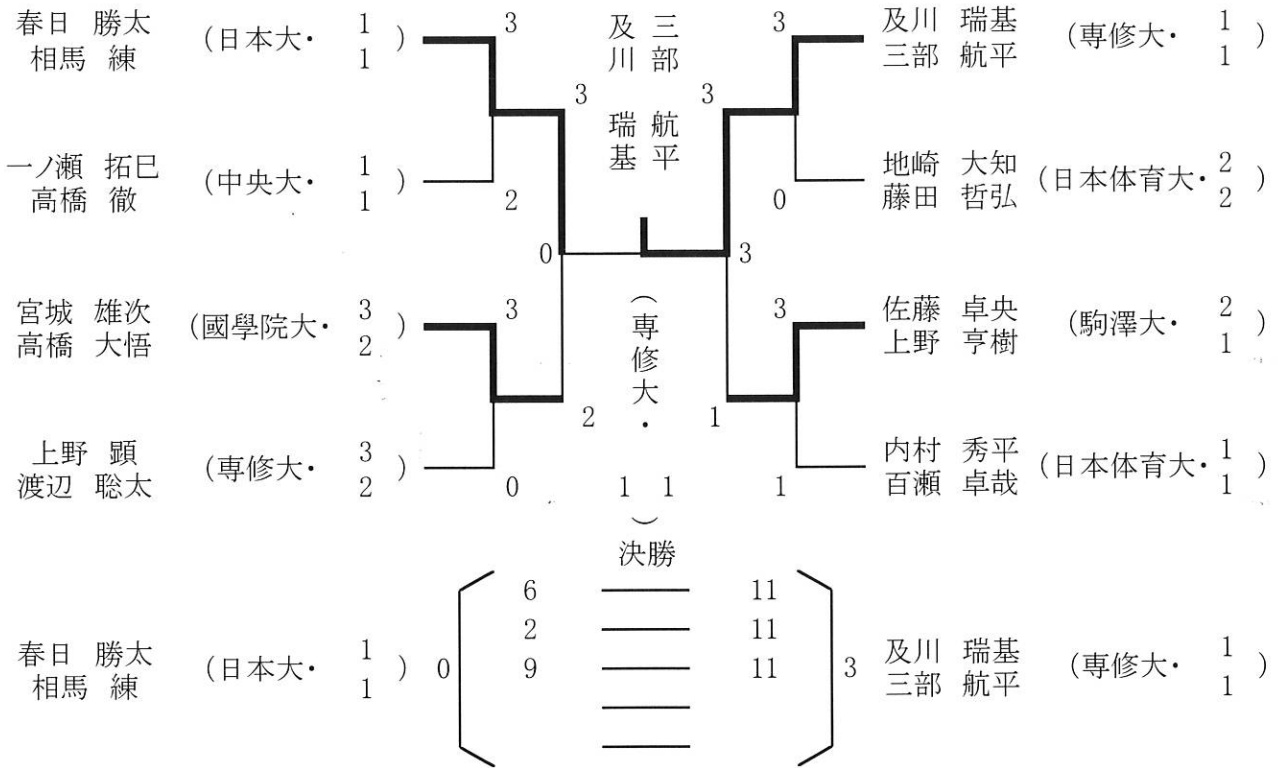 春日 勝太
相馬 練
(日本大・ 1 1 )
3
一ノ瀬 拓巳
高橋 徹
(中央大・ 1 1 )
2
3
宮城 雄次
高橋 大悟
(國學院大・ 3 2 )
3
上野 顕
渡辺 聡太
(専修大・ 3 2 )
0
2
0
及川 瑞基
三部 航平
(専修大・ 1 1 )
3
及川 瑞基
三部 航平
(専修大・ 1 1 )
3
地崎 大知
藤田 哲弘
(日本体育大・ 2 2 )
0
3
佐藤 卓央
上野 亨樹
(駒澤大・ 2 1 )
3
内村 秀平
百瀬 卓哉
(日本体育大・ 1 1 )
1
1
決勝
春日 勝太
相馬 練
(日本大・ 1 1 )
0
6 11
2 11
9 11
3
及川 瑞基
三部 航平
(専修大・ 1 1 )